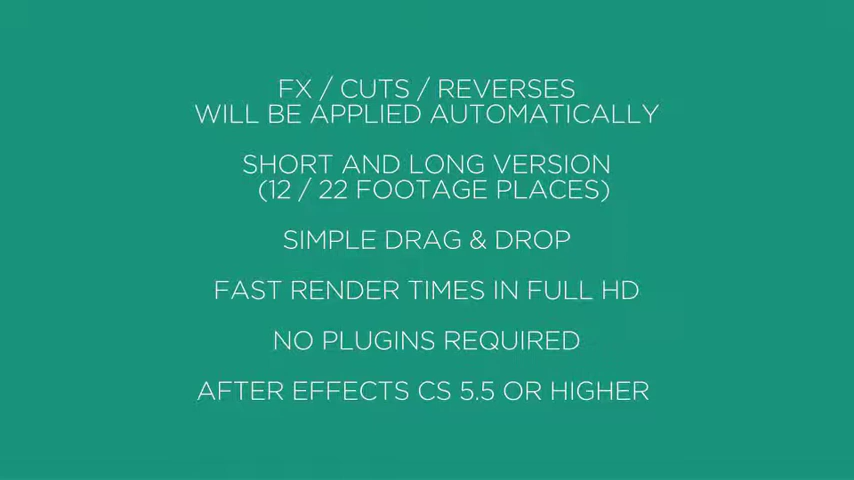 FX / CUTS / REVERSES
WILL BE APPLIED AUTOMATICALLY
SHORT AND LONG VERSION
(12 / 22 FOOTAGE PLACES)
SIMPLE DRAG & DROP
FAST RENDER TIMES IN FULL HD
NO PLUGINS REQUIRED
AFTER EFFECTS CS 5.5 OR HIGHER